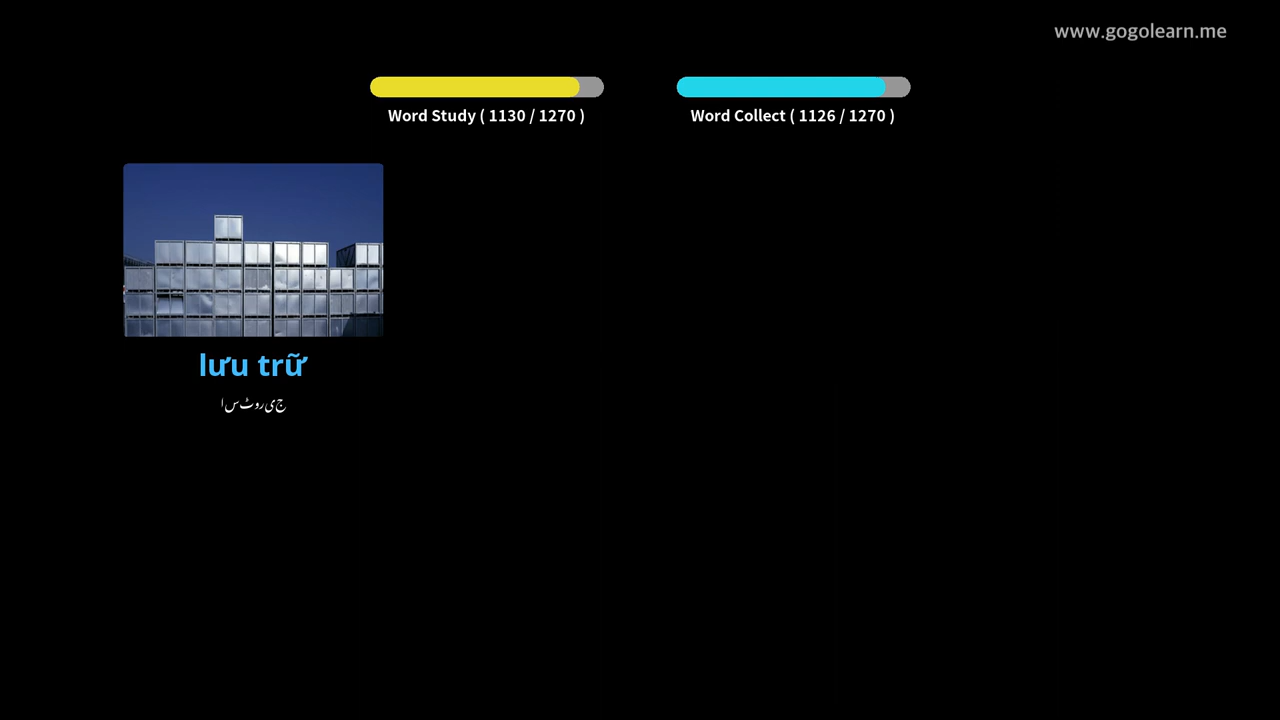 www.gogolearn.me
Word Study ( 1130 / 1270 )
Word Collect ( 1126 / 1270 )
lưu trữ
اسٹوریج